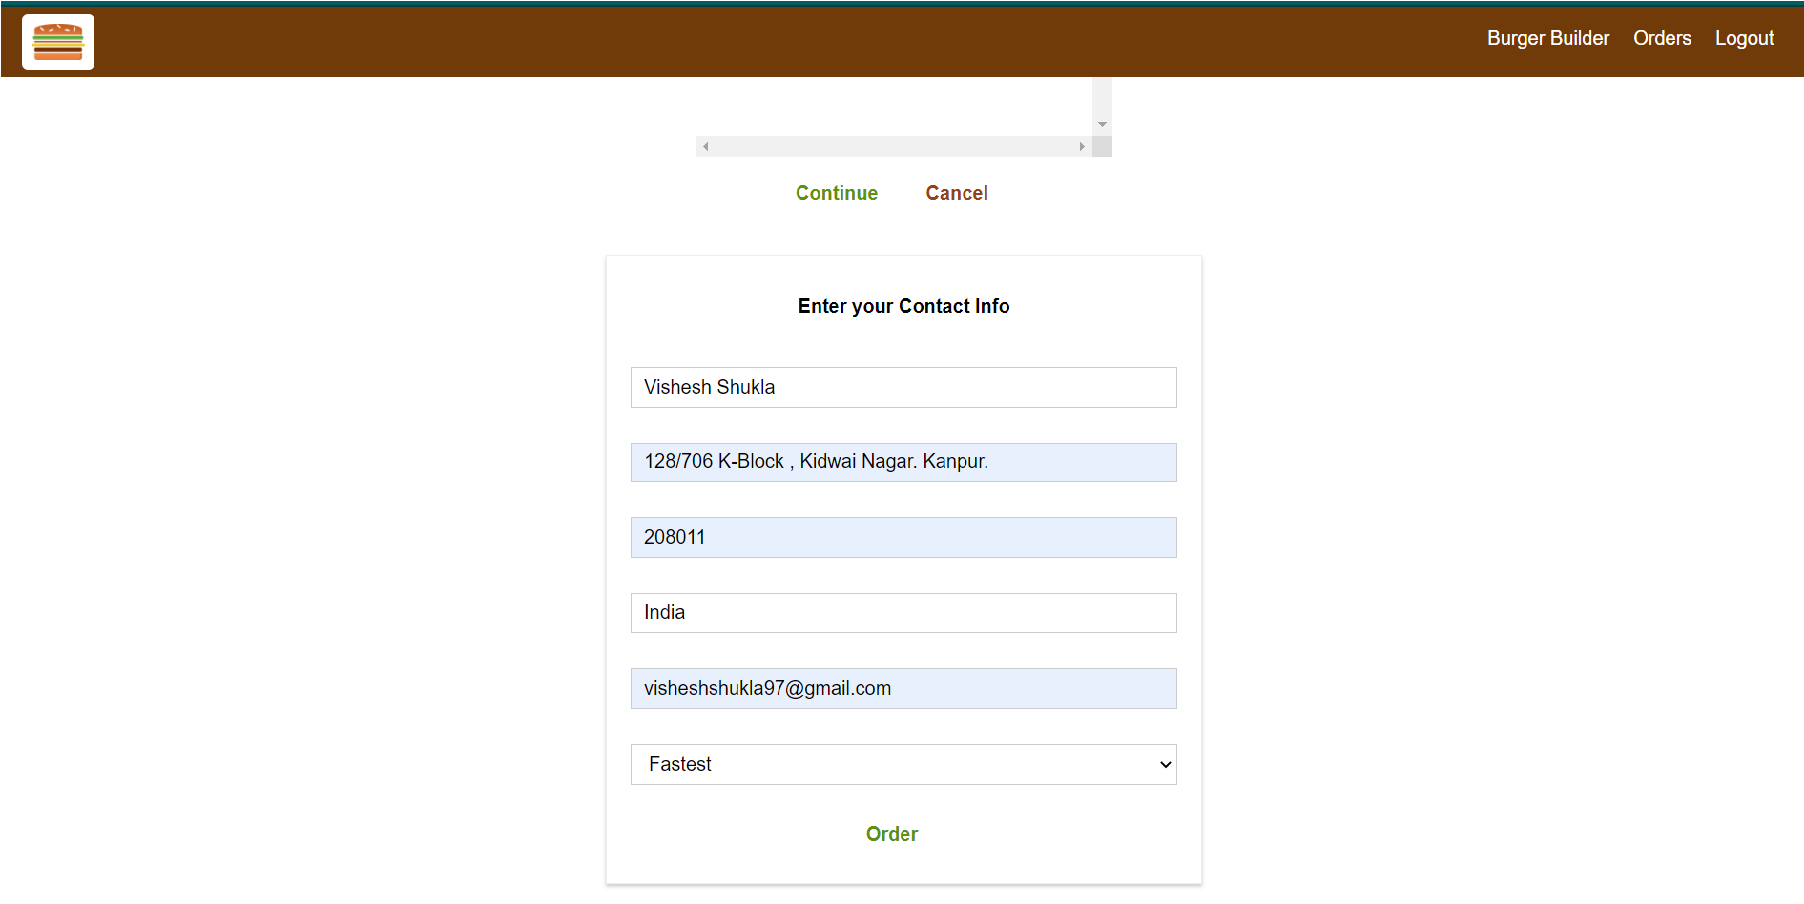 Burger Builder Orders Logout
Continue Cancel
Enter your Contact Info
Vishesh Shukla
128/706 K-Block , Kidwai Nagar. Kanpur.
208011
India
visheshshukla97@gmail.com
Fastest
Order